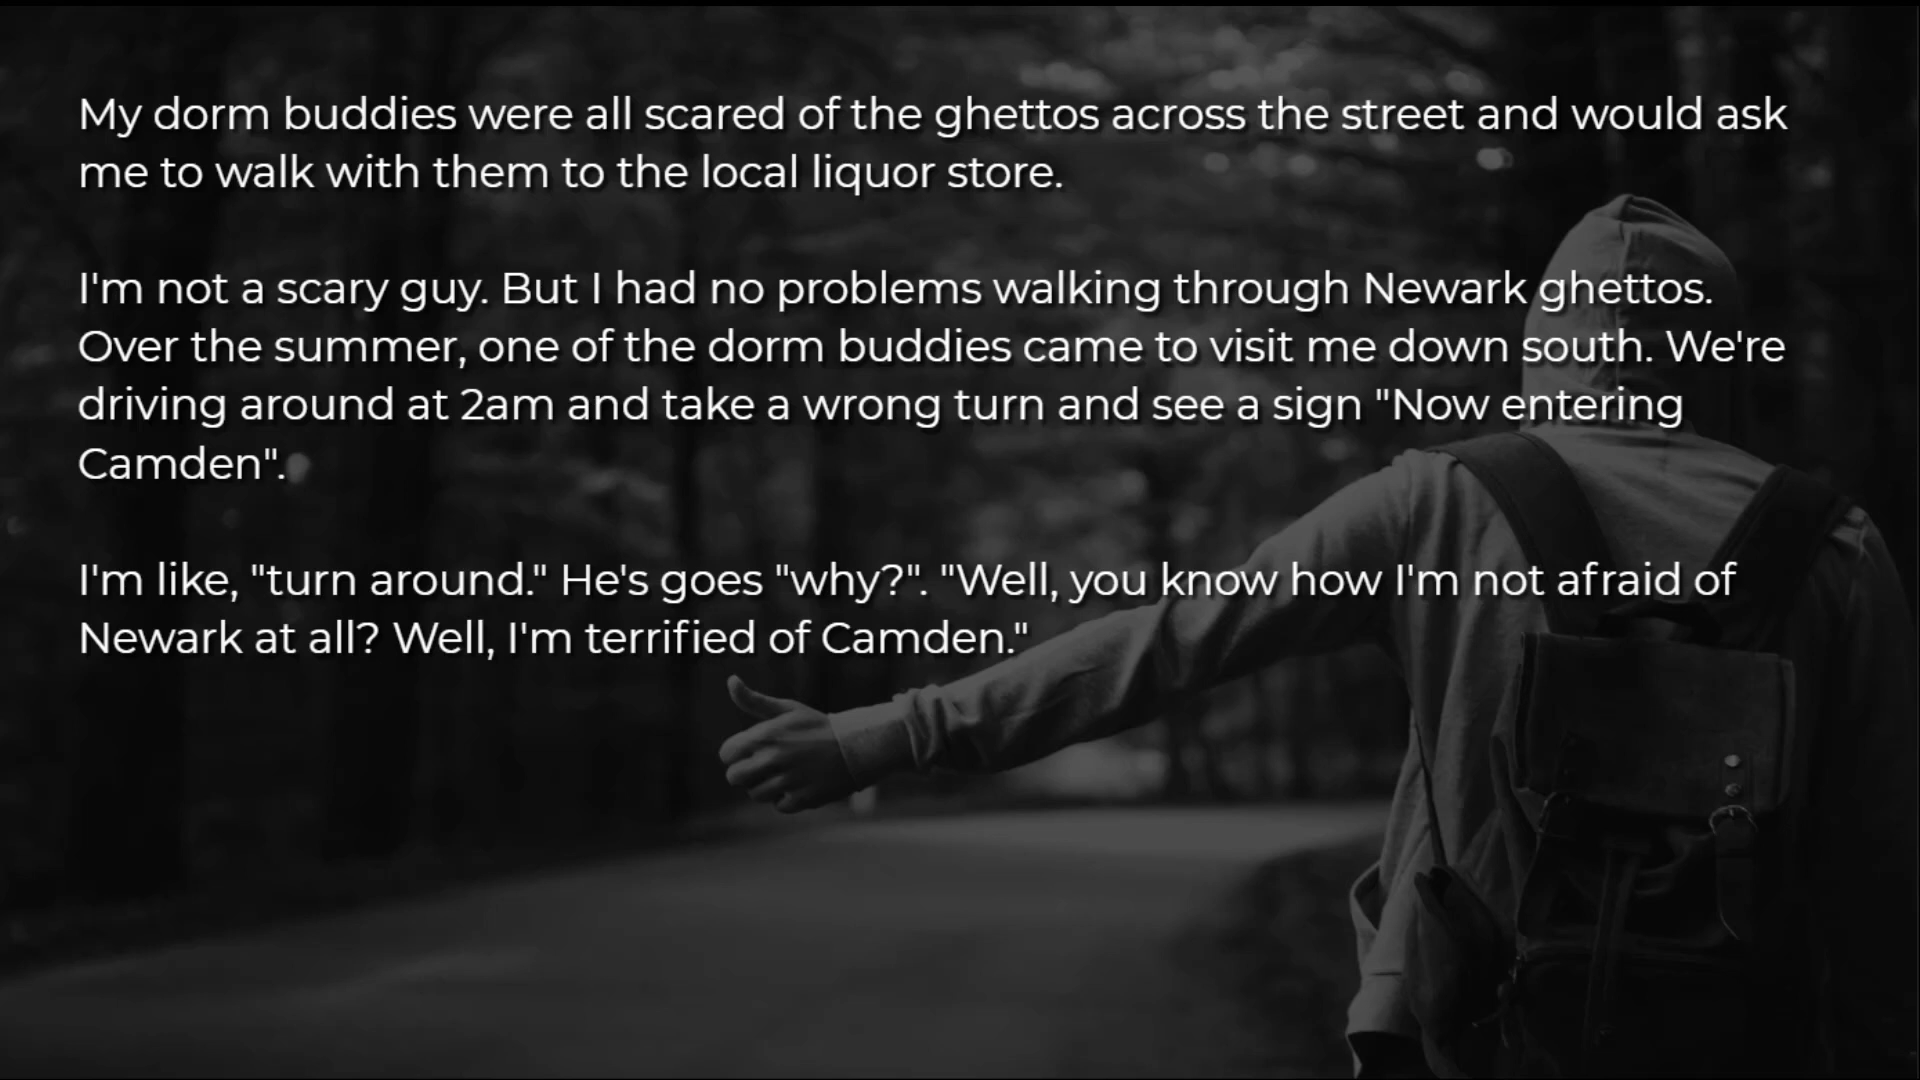 My dorm buddies were all scared of the ghettos across the street and would ask
me to walk with them to the local liquor store.
I'm not a scary guy. But I had no problems walking through Newark ghettos.
Over the summer, one of the dorm buddies came to visit me down south. We're
driving around at 2am and take a wrong turn and see a sign "Now entering
Camden".
I'm like, "turn around." He's goes "why?". "Well, you know how I'm not afraid of
Newark at all? Well, I'm terrified of Camden."